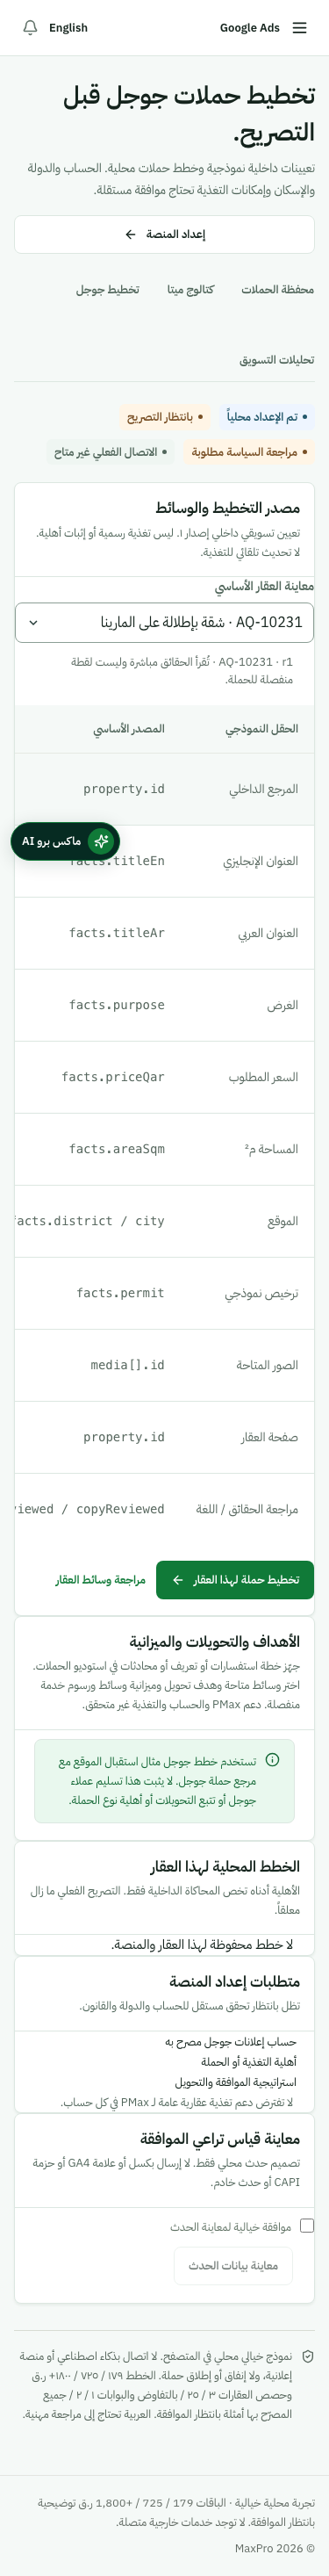 Google Ads
English
تخطيط حملات جوجل قبل
التصريح.
تعيينات داخلية نموذجية وخطط حملات محلية. الحساب والدولة
والإسكان وإمكانات التغذية تحتاج موافقة مستقلة.
إعداد المنصة
محفظة الحملات
كتالوج ميتا
تخطيط جوجل
تحليلات التسويق
تم الإعداد محلياً
بانتظار التصريح
مراجعة السياسة مطلوبة
الاتصال الفعلي غير متاح
مصدر التخطيط والوسائط
تعيين تسويقي داخلي إصدار ١. ليس تغذية رسمية أو إثبات أهلية.
لا تحديث تلقائي للتغذية.
معاينة العقار الأساسي
AQ-10231 · شقة بإطلالة على المارينا
AQ-10231 · r1 · تُقرأ الحقائق مباشرة وليست لقطة
منفصلة للحملة.
الحقل النموذجي
المصدر الأساسي
المرجع الداخلي
property.id
ماكس برو AI
العنوان الإنجليزي
facts.titleEn
العنوان العربي
facts.titleAr
الغرض
facts.purpose
السعر المطلوب
facts.priceQar
المساحة م²
facts.areaSqm
الموقع
facts.district / city
ترخيص نموذجي
facts.permit
الصور المتاحة
media[].id
صفحة العقار
property.id
مراجعة الحقائق / اللغة
viewed / copyReviewed
تخطيط حملة لهذا العقار
مراجعة وسائط العقار
الأهداف والتحويلات والميزانية
جهّز خطة استفسارات أو تعريف أو محادثات في استوديو الحملات.
اختر وسائط متاحة وهدف تحويل وميزانية وسائط ورسوم خدمة
منفصلة. دعم PMax والحساب والتغذية غير متحقق.
تستخدم خطط جوجل مثال استقبال الموقع مع
مرجع حملة جوجل. لا يثبت هذا تسليم عملاء
جوجل أو تتبع التحويلات أو أهلية نوع الحملة.
الخطط المحلية لهذا العقار
الأهلية أدناه تخص المحاكاة الداخلية فقط. التصريح الفعلي ما زال
معلقاً.
لا خطط محفوظة لهذا العقار والمنصة.
متطلبات إعداد المنصة
تظل بانتظار تحقق مستقل للحساب والدولة والقانون.
حساب إعلانات جوجل مصرح به
أهلية التغذية أو الحملة
استراتيجية الموافقة والتحويل
لا تفترض دعم تغذية عقارية عامة لـ PMax في كل حساب.
معاينة قياس تراعي الموافقة
تصميم حدث محلي فقط. لا إرسال بكسل أو علامة GA4 أو حزمة
CAPI أو حدث خادم.
موافقة خيالية لمعاينة الحدث
معاينة بيانات الحدث
نموذج خيالي محلي في المتصفح. لا اتصال بذكاء اصطناعي أو منصة
إعلانية، ولا إنفاق أو إطلاق حملة. الخطط ١٧٩ / ٧٢٥ / ١٨٠٠+ ر.ق
وحصص العقارات ٣ / ٢٥ / بالتفاوض والبوابات ١ / ٢ / جميع
المصرّح بها أمثلة بانتظار الموافقة. العربية تحتاج إلى مراجعة مهنية.
تجربة محلية خيالية · الباقات 179 / 725 / +1,800 ر.ق توضيحية
بانتظار الموافقة. لا توجد خدمات خارجية متصلة.
© 2026 MaxPro